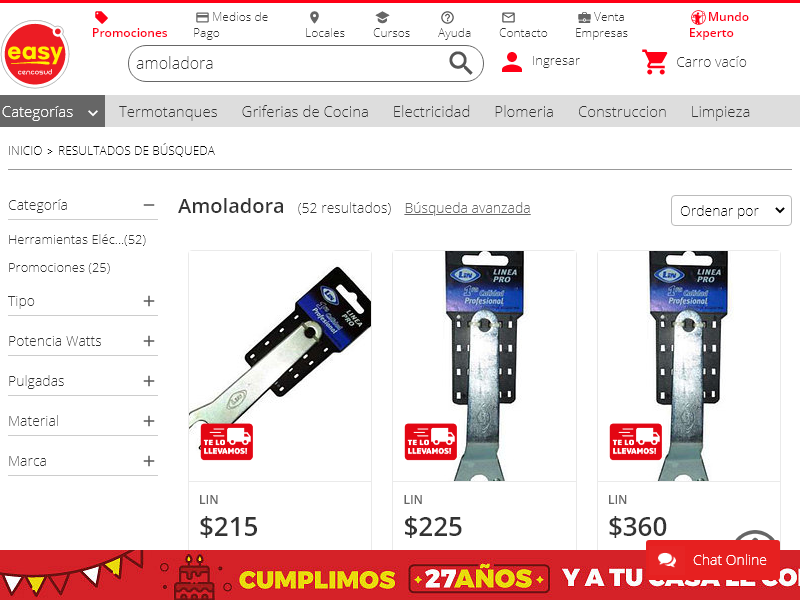 Promociones
Medios de Pago
Locales
Cursos
Ayuda
Contacto
Venta Empresas
Mundo Experto
easy
cencosud
amoladora
Ingresar
Carro vacío
Categorías
Termotanques
Griferias de Cocina
Electricidad
Plomeria
Construccion
Limpieza
INICIO > RESULTADOS DE BÚSQUEDA
Categoría
Herramientas Eléc...(52)
Promociones (25)
Tipo
Potencia Watts
Pulgadas
Material
Marca
Amoladora (52 resultados) Búsqueda avanzada
Ordenar por
LIN
LINEA PRO
1ra Calidad
Profesional
TE LO LLEVAMOS!
LIN
$215
LIN
LINEA PRO
1ra Calidad
Profesional
TE LO LLEVAMOS!
LIN
$225
LIN
LINEA PRO
1ra Calidad
Profesional
TE LO LLEVAMOS!
LIN
$360
Chat Online
CUMPLIMOS 27 AÑOS Y A TU CASA LE